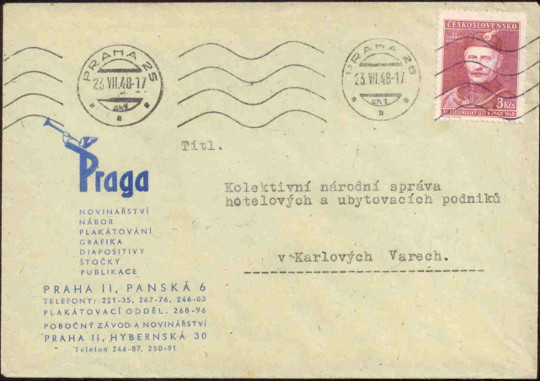 PRAHA 25
23.VII.48-17
PRAHA 25
23.VII.48-17
ČESKOSLOVENSKO
3 Kčs
Praga
NOVINÁŘSTVÍ
NÁBOR
PLAKÁTOVÁNÍ
GRAFIKA
DIAPOSITIVY
ŠTOČKY
PUBLIKACE
PRAHA II, PANSKÁ 6
TELEFONY: 221-35, 267-76, 246-03
PLAKÁTOVACÍ ODDĚL. 268-96
POBOČNÝ ZÁVOD A NOVINÁŘSTVÍ
PRAHA II, HYBERNSKÁ 30
Telefon 246-87, 250-91
Titl.
Kolektivní národní správa
hotelových a ubytovacích podniků
v Karlových Varech.